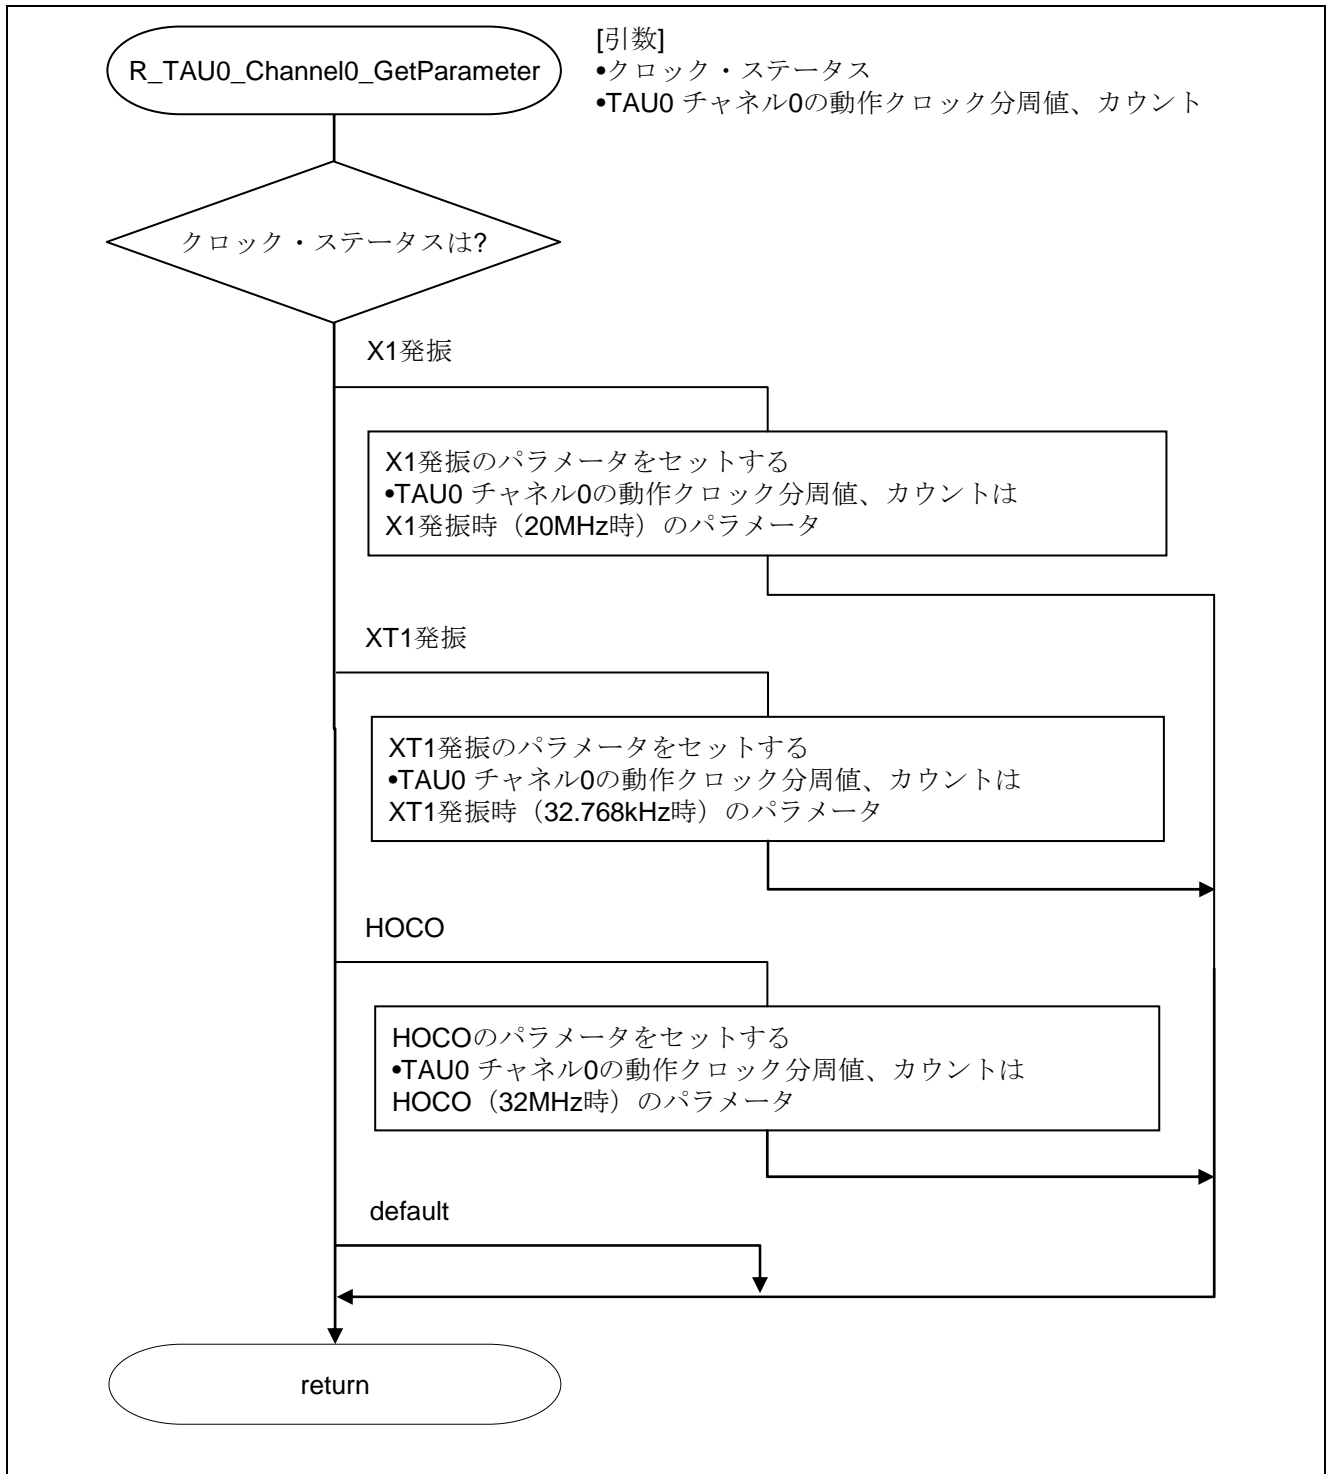 R_TAU0_Channel0_GetParameter
[引数]
•クロック・ステータス
•TAU0 チャネル0の動作クロック分周値、カウント
クロック・ステータスは?
X1発振
X1発振のパラメータをセットする
•TAU0 チャネル0の動作クロック分周値、カウントは
X1発振時（20MHz時）のパラメータ
XT1発振
XT1発振のパラメータをセットする
•TAU0 チャネル0の動作クロック分周値、カウントは
XT1発振時（32.768kHz時）のパラメータ
HOCO
HOCOのパラメータをセットする
•TAU0 チャネル0の動作クロック分周値、カウントは
HOCO（32MHz時）のパラメータ
default
return